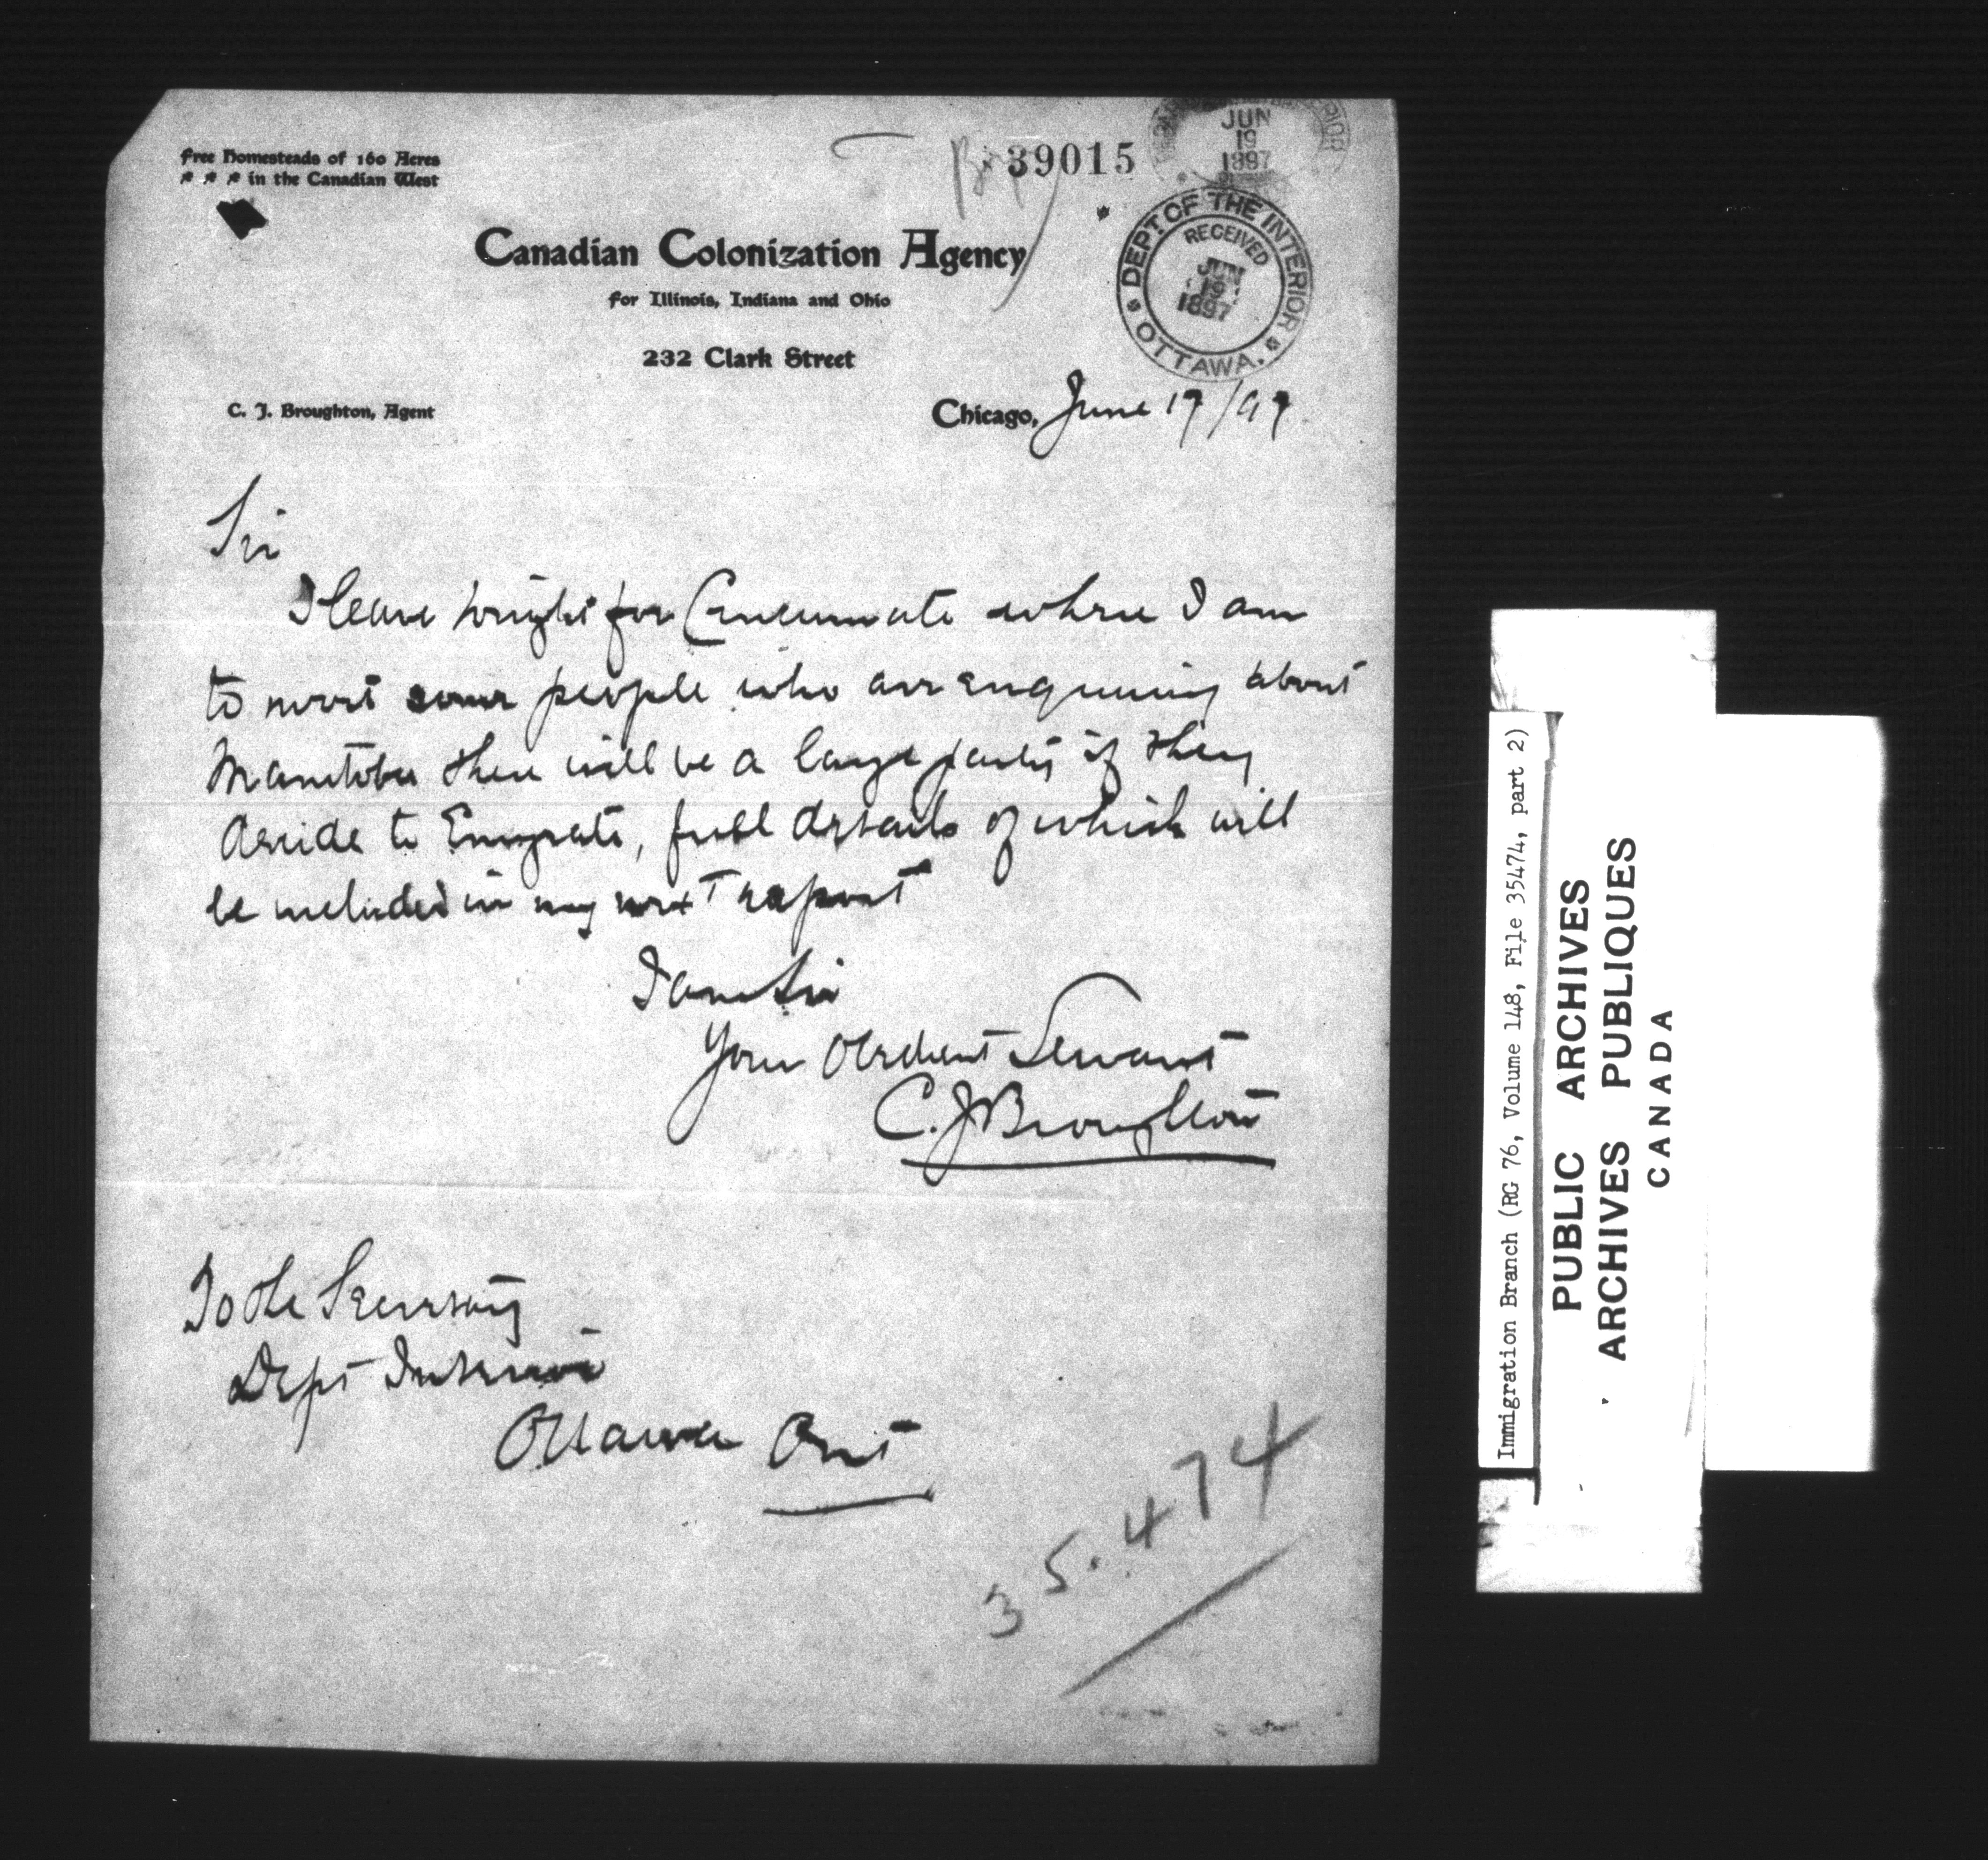 Free Homesteads of 160 Acres
in the Canadian West
39015
JUN
19
1897
Canadian Colonization Agency
for Illinois, Indiana and Ohio
232 Clark Street
DEPT OF THE INTERIOR
RECEIVED
JUN
19
1897
OTTAWA.
C. J. Broughton, Agent
Chicago, June 17/97
Sir
I leave tonight for Cincinnati where I am
to meet some people who are enquiring about
Manitoba there will be a large party if they
decide to Emigrate, full details of which will
be included in my next report
I am Sir
Your Obedient Servant
C. J Broughton
To the Secretary
Dept Interior
Ottawa Ont
35.474
Immigration Branch (RG 76, Volume 148, File 35474, part 2)
PUBLIC ARCHIVES
ARCHIVES PUBLIQUES
CANADA